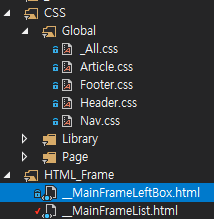 CSS
Global
_All.css
Article.css
Footer.css
Header.css
Nav.css
Library
Page
HTML_Frame
__MainFrameLeftBox.html
__MainFrameList.html